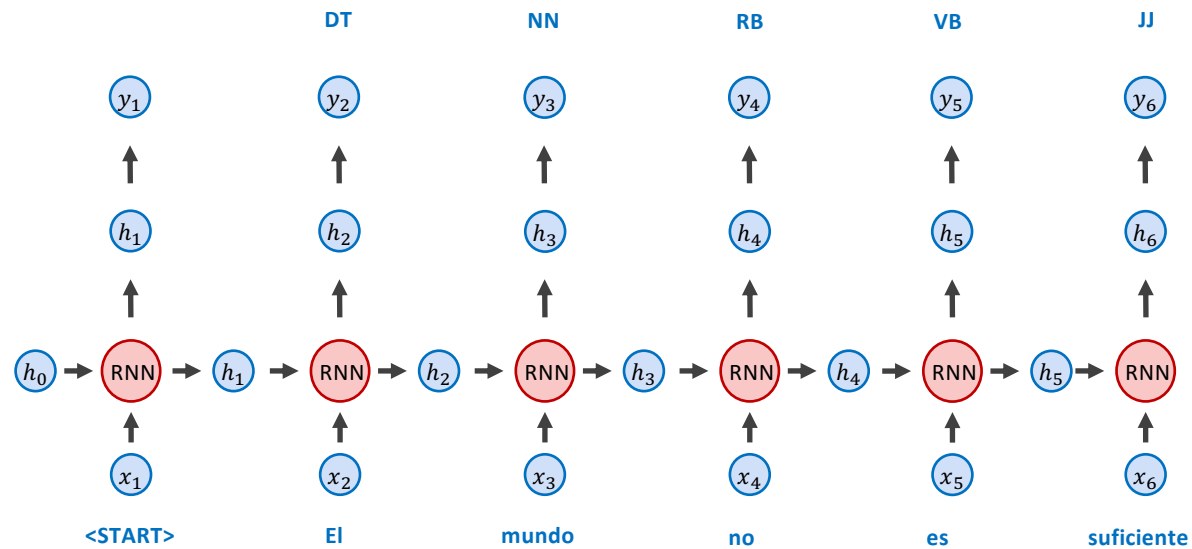 DT NN RB VB JJ
y₁ y₂ y₃ y₄ y₅ y₆
h₁ h₂ h₃ h₄ h₅ h₆
h₀ RNN h₁ RNN h₂ RNN h₃ RNN h₄ RNN h₅ RNN
x₁ x₂ x₃ x₄ x₅ x₆
<START> El mundo no es suficiente